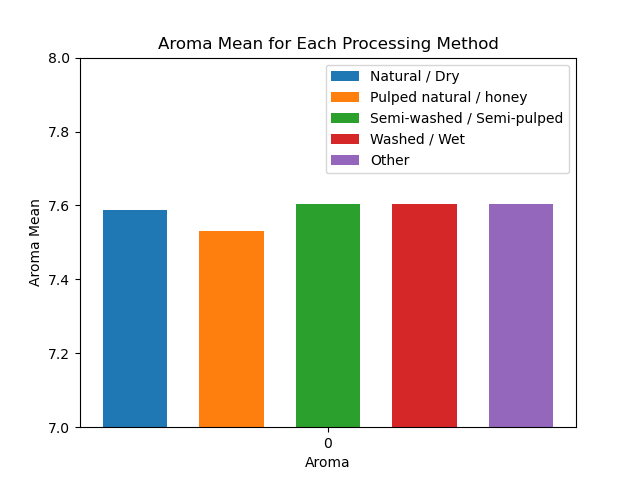 Aroma Mean for Each Processing Method
8.0
7.8
7.6
7.4
7.2
7.0
Aroma Mean
Natural / Dry
Pulped natural / honey
Semi-washed / Semi-pulped
Washed / Wet
Other
0
Aroma